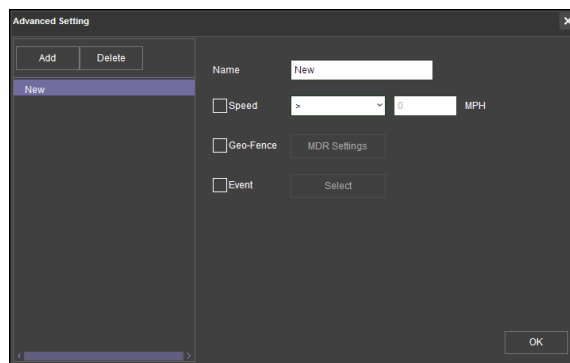 Advanced Setting
Add Delete
New
Name New
Speed > 0 MPH
Geo-Fence MDR Settings
Event Select
OK